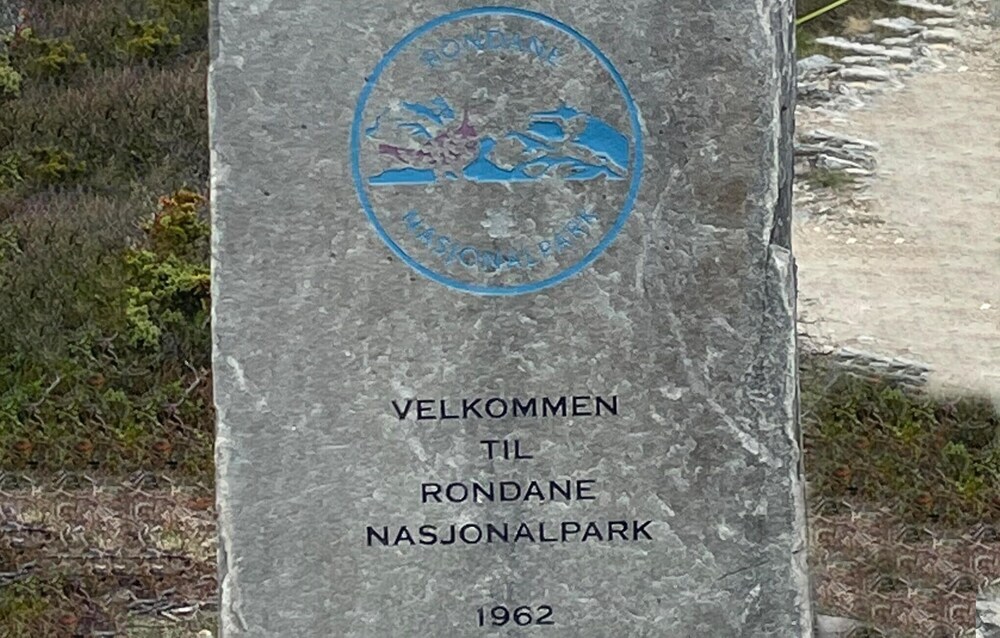 RONDANE
NASJONALPARK
VELKOMMEN
TIL
RONDANE
NASJONALPARK
1962